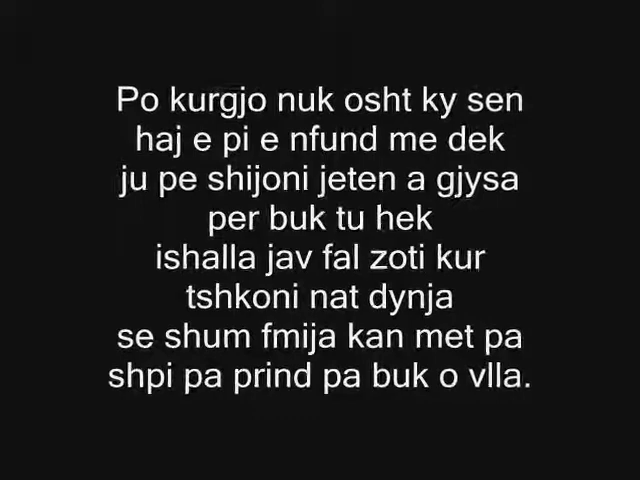 Po kurgjo nuk osht ky sen
haj e pi e nfund me dek
ju pe shijoni jeten a gjysa
per buk tu hek
ishalla jav fal zoti kur
tshkoni nat dynja
se shum fmija kan met pa
shpi pa prind pa buk o vlla.